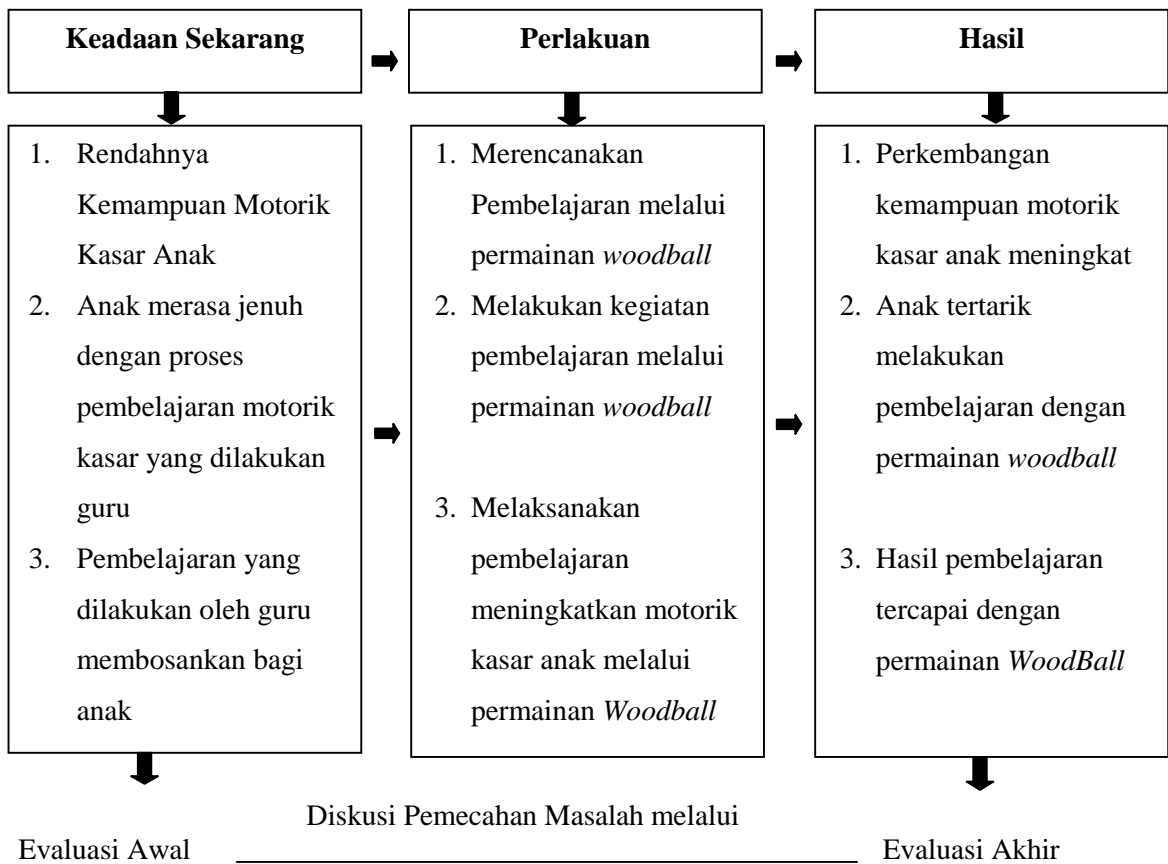 Keadaan Sekarang
Perlakuan
Hasil
1. Rendahnya
Kemampuan Motorik
Kasar Anak
2. Anak merasa jenuh
dengan proses
pembelajaran motorik
kasar yang dilakukan
guru
3. Pembelajaran yang
dilakukan oleh guru
membosankan bagi
anak
1. Merencanakan
Pembelajaran melalui
permainan woodball
2. Melakukan kegiatan
pembelajaran melalui
permainan woodball
3. Melaksanakan
pembelajaran
meningkatkan motorik
kasar anak melalui
permainan Woodball
1. Perkembangan
kemampuan motorik
kasar anak meningkat
2. Anak tertarik
melakukan
pembelajaran dengan
permainan woodball
3. Hasil pembelajaran
tercapai dengan
permainan WoodBall
Diskusi Pemecahan Masalah melalui
Evaluasi Awal
Evaluasi Akhir